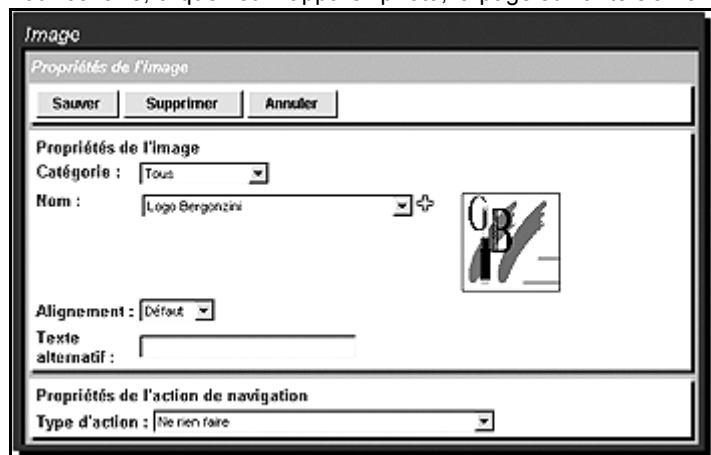 Image
Propriétés de l'image
Sauver Supprimer Annuler
Propriétés de l'image
Catégorie : Tous
Nom : Logo Bergonzini
GB
Alignement : Défaut
Texte
alternatif :
Propriétés de l'action de navigation
Type d'action : Ne rien faire